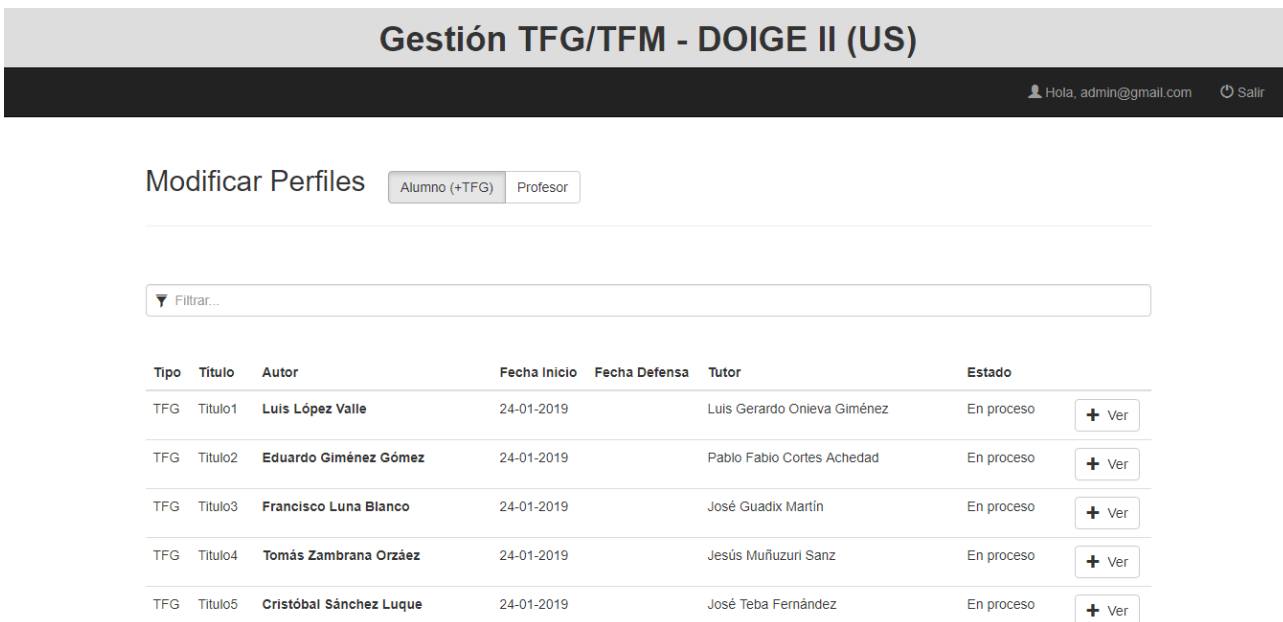 Gestión TFG/TFM - DOIGE II (US)
Hola, admin@gmail.com Salir
Modificar Perfiles Alumno (+TFG) Profesor
Filtrar...
Tipo Título Autor Fecha Inicio Fecha Defensa Tutor Estado
TFG Titulo1 Luis López Valle 24-01-2019 Luis Gerardo Onieva Giménez En proceso + Ver
TFG Titulo2 Eduardo Giménez Gómez 24-01-2019 Pablo Fabio Cortes Achedad En proceso + Ver
TFG Titulo3 Francisco Luna Blanco 24-01-2019 José Guadix Martín En proceso + Ver
TFG Titulo4 Tomás Zambrana Orzáez 24-01-2019 Jesús Muñuzuri Sanz En proceso + Ver
TFG Titulo5 Cristóbal Sánchez Luque 24-01-2019 José Teba Fernández En proceso + Ver